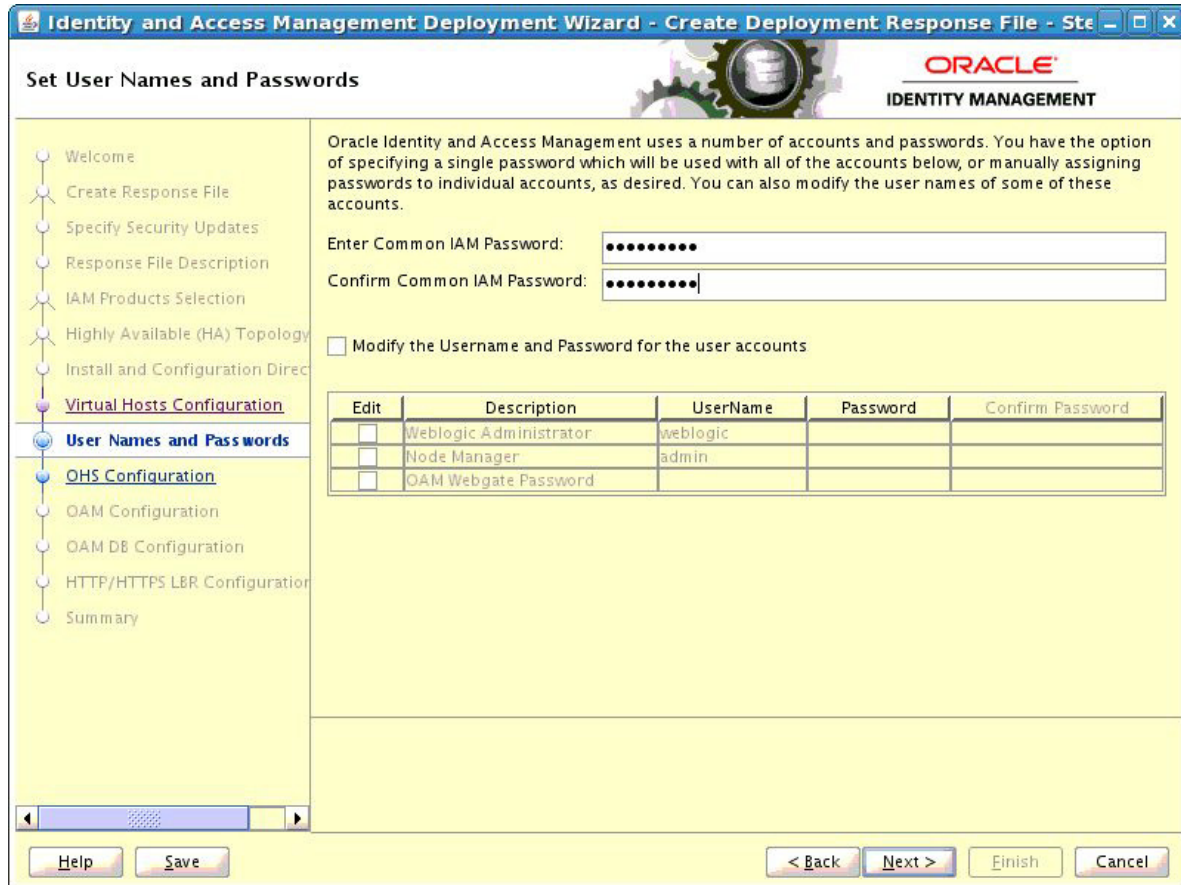 Identity and Access Management Deployment Wizard - Create Deployment Response File - Ste
Set User Names and Passwords
ORACLE
IDENTITY MANAGEMENT
Welcome
Create Response File
Specify Security Updates
Response File Description
IAM Products Selection
Highly Available (HA) Topology
Install and Configuration Direc
Virtual Hosts Configuration
User Names and Passwords
OHS Configuration
OAM Configuration
OAM DB Configuration
HTTP/HTTPS LBR Configuration
Summary
Oracle Identity and Access Management uses a number of accounts and passwords. You have the option
of specifying a single password which will be used with all of the accounts below, or manually assigning
passwords to individual accounts, as desired. You can also modify the user names of some of these
accounts.
Enter Common IAM Password: •••••••••
Confirm Common IAM Password: •••••••••
Modify the Username and Password for the user accounts
Edit Description UserName Password Confirm Password
Weblogic Administrator weblogic
Node Manager admin
OAM Webgate Password
Help Save < Back Next > Finish Cancel